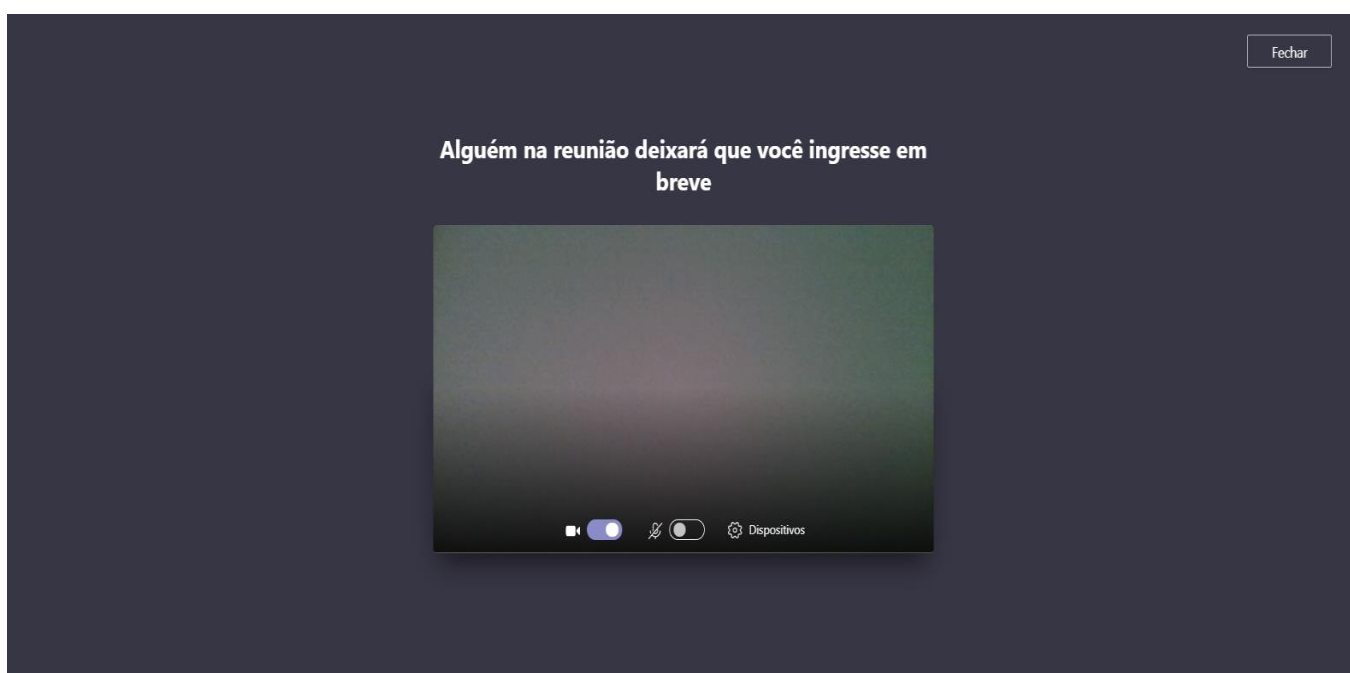 Fechar
Alguém na reunião deixará que você ingresse em
breve
Dispositivos